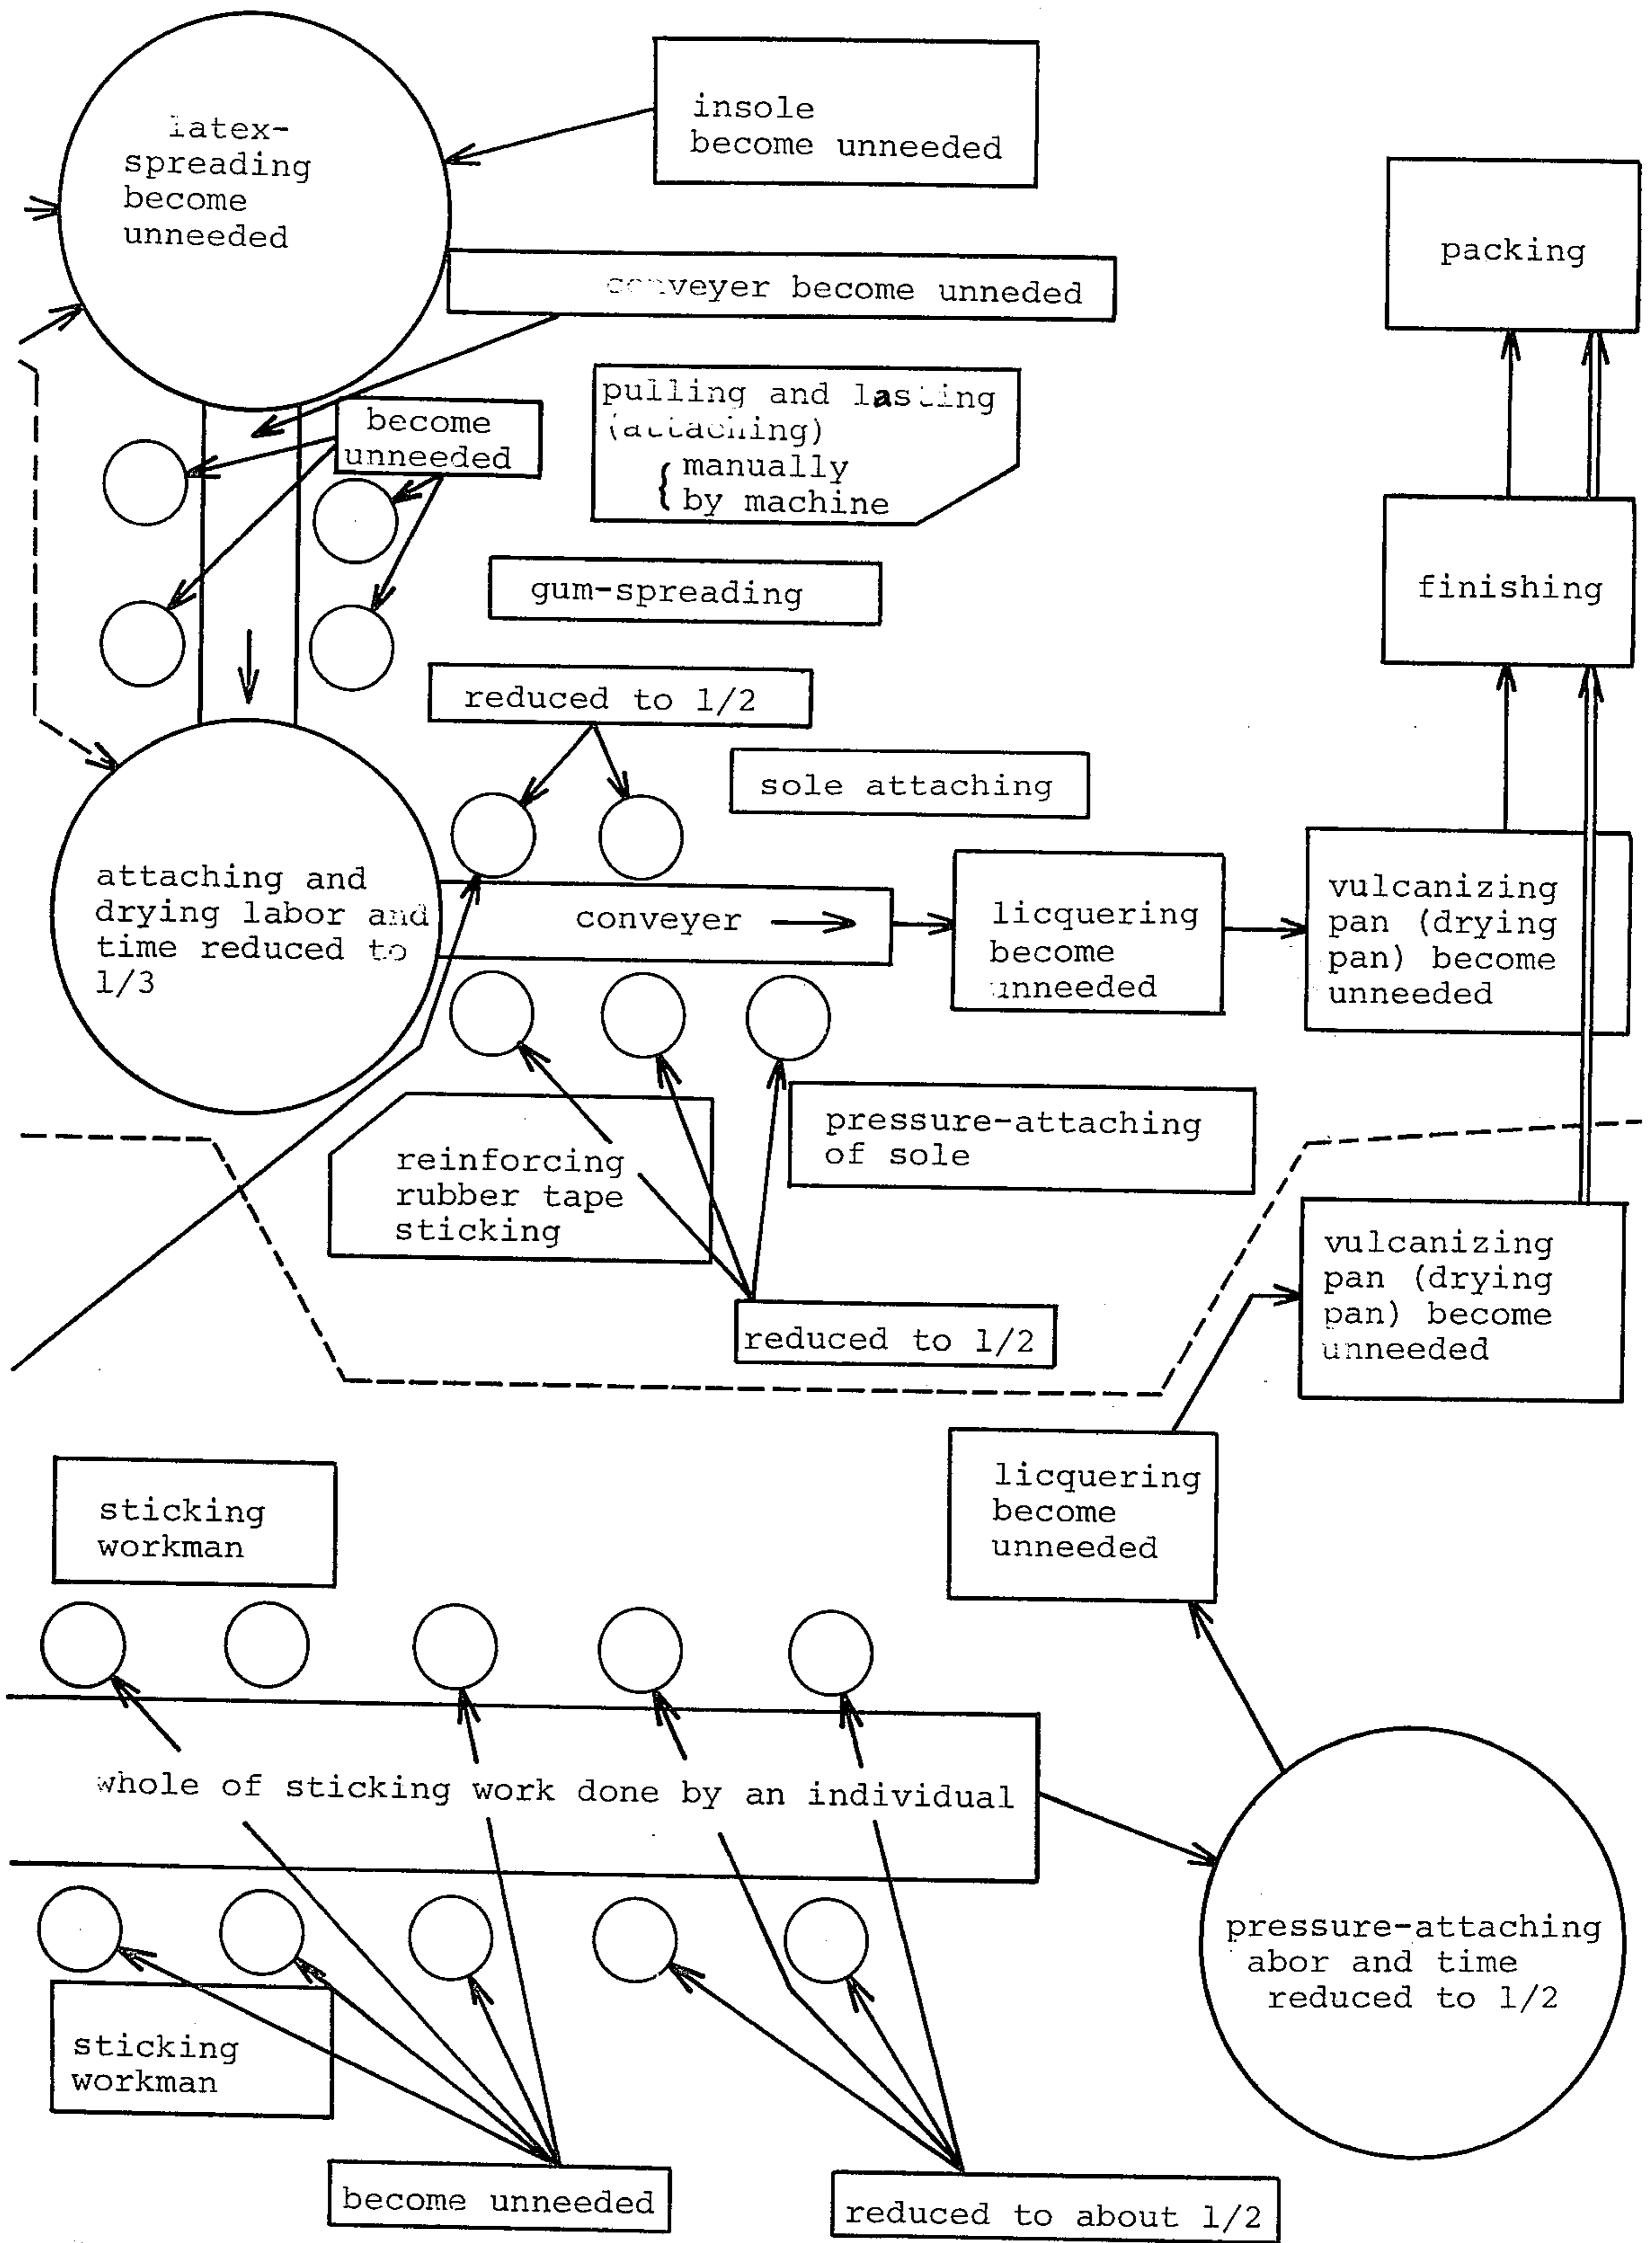 latex-
spreading
become
unneeded
insole
become unneeded
packing
conveyer become unneded
become
unneeded
pulling and lasting
(attaching)
{ manually
{ by machine
gum-spreading
finishing
reduced to 1/2
sole attaching
attaching and
drying labor and
time reduced to
1/3
conveyer
licquering
become
unneeded
vulcanizing
pan (drying
pan) become
unneeded
reinforcing
rubber tape
sticking
pressure-attaching
of sole
reduced to 1/2
vulcanizing
pan (drying
pan) become
unneeded
licquering
become
unneeded
sticking
workman
whole of sticking work done by an individual
pressure-attaching
abor and time
reduced to 1/2
sticking
workman
become unneeded
reduced to about 1/2